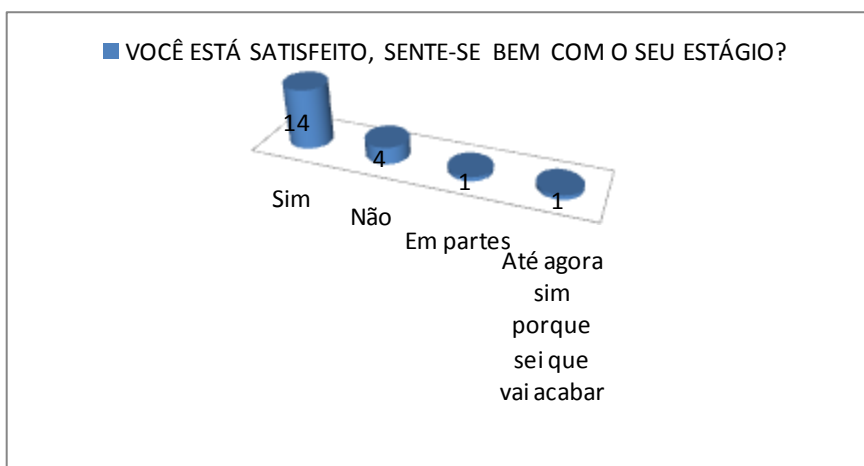 VOCÊ ESTÁ SATISFEITO, SENTE-SE BEM COM O SEU ESTÁGIO?
14
4
1
1
Sim
Não
Em partes
Até agora
sim
porque
sei que
vai acabar